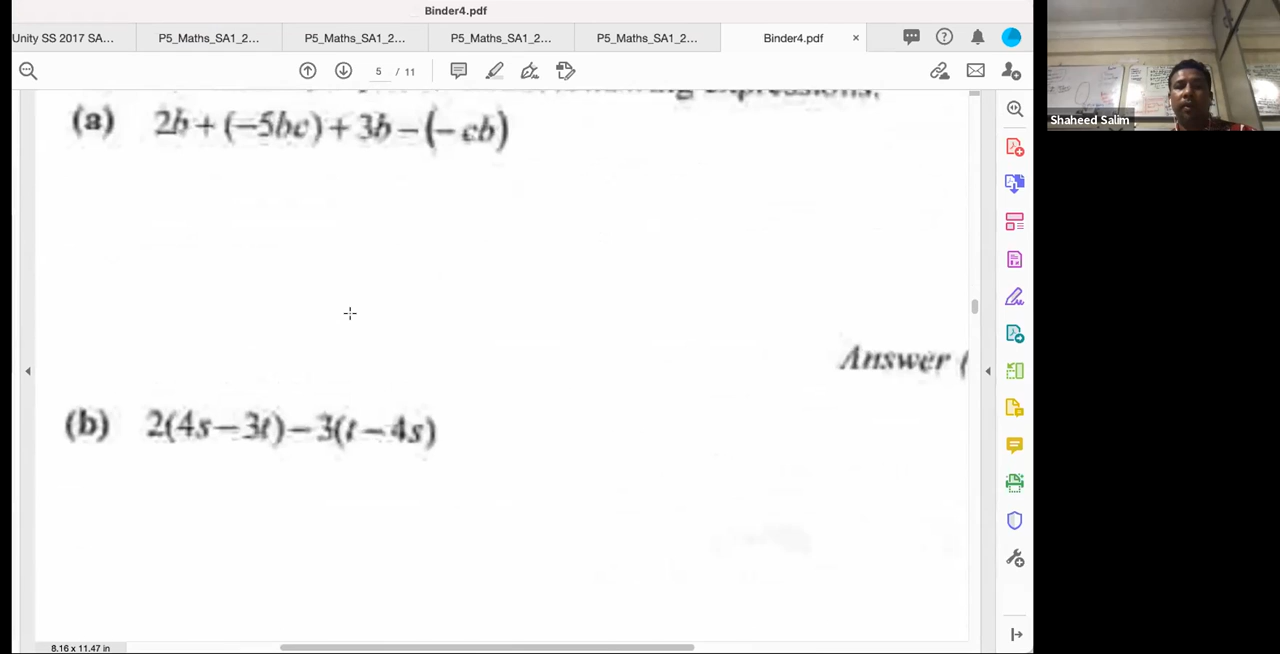 Binder4.pdf
Unity SS 2017 SA... P5_Maths_SA1_2... P5_Maths_SA1_2... P5_Maths_SA1_2... P5_Maths_SA1_2... Binder4.pdf ×
5 / 11
expressions.
(a) 2b + (−5bc) + 3b − (− cb)
Answer (
(b) 2(4s − 3t) − 3(t − 4s)
8.16 x 11.47 in
Shaheed Salim